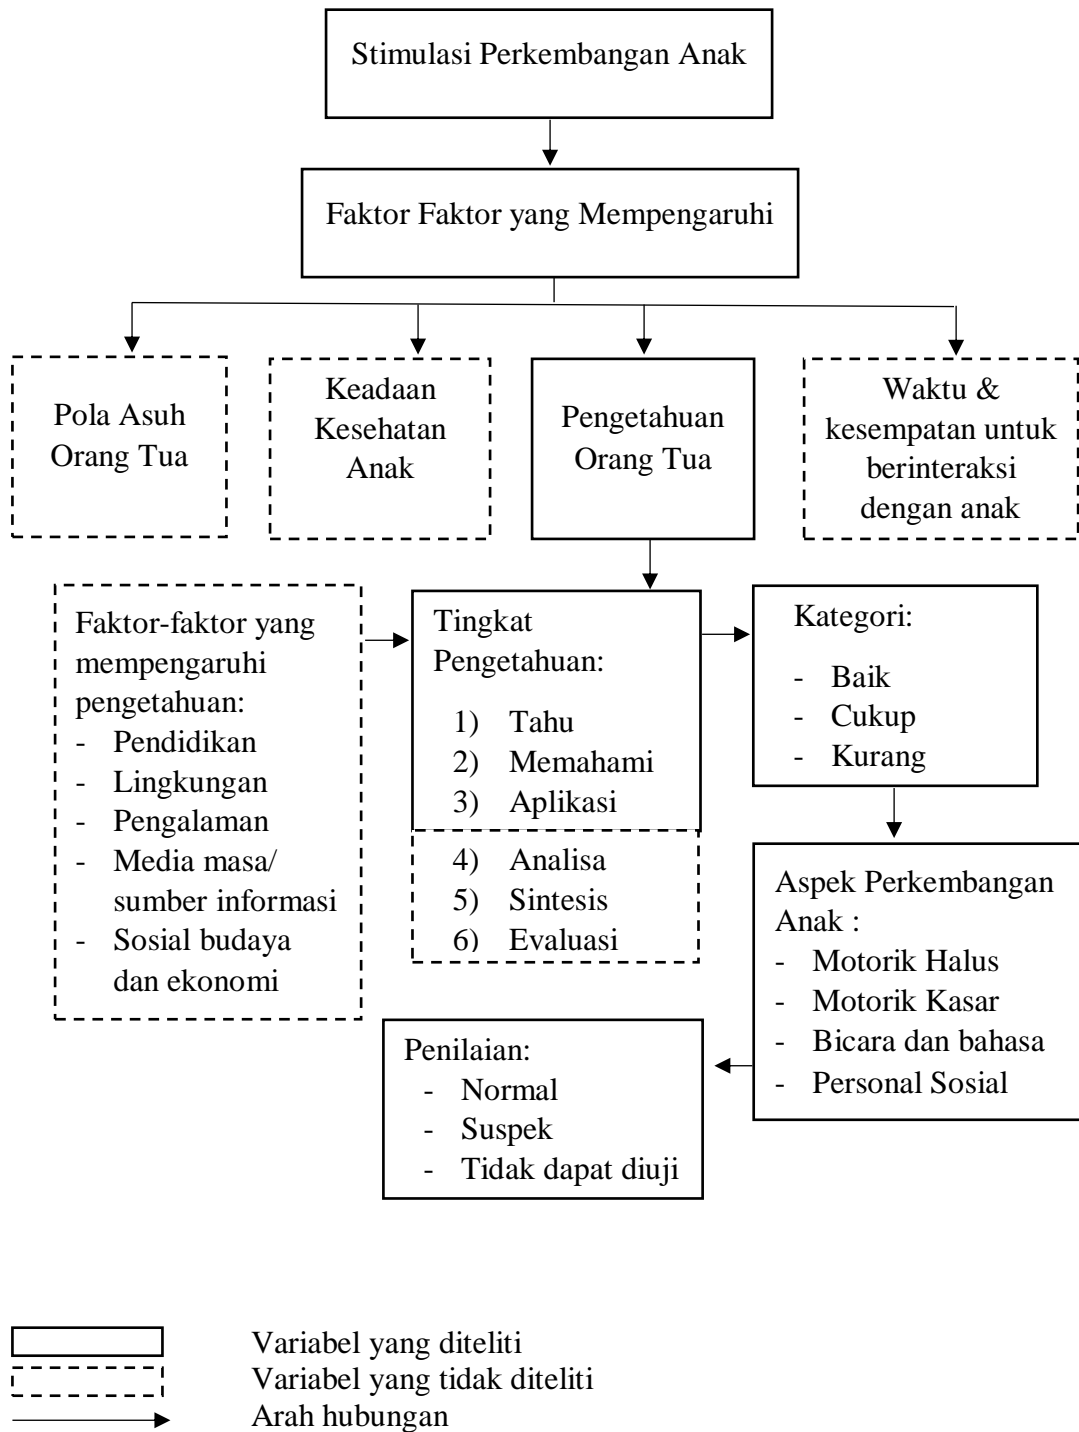 Stimulasi Perkembangan Anak
Faktor Faktor yang Mempengaruhi
Pola Asuh
Orang Tua
Keadaan
Kesehatan
Anak
Pengetahuan
Orang Tua
Waktu &
kesempatan untuk
berinteraksi
dengan anak
Faktor-faktor yang
mempengaruhi
pengetahuan:
- Pendidikan
- Lingkungan
- Pengalaman
- Media masa/
sumber informasi
- Sosial budaya
dan ekonomi
Tingkat
Pengetahuan:
1) Tahu
2) Memahami
3) Aplikasi
4) Analisa
5) Sintesis
6) Evaluasi
Kategori:
- Baik
- Cukup
- Kurang
Aspek Perkembangan
Anak :
- Motorik Halus
- Motorik Kasar
- Bicara dan bahasa
- Personal Sosial
Penilaian:
- Normal
- Suspek
- Tidak dapat diuji
Variabel yang diteliti
Variabel yang tidak diteliti
Arah hubungan